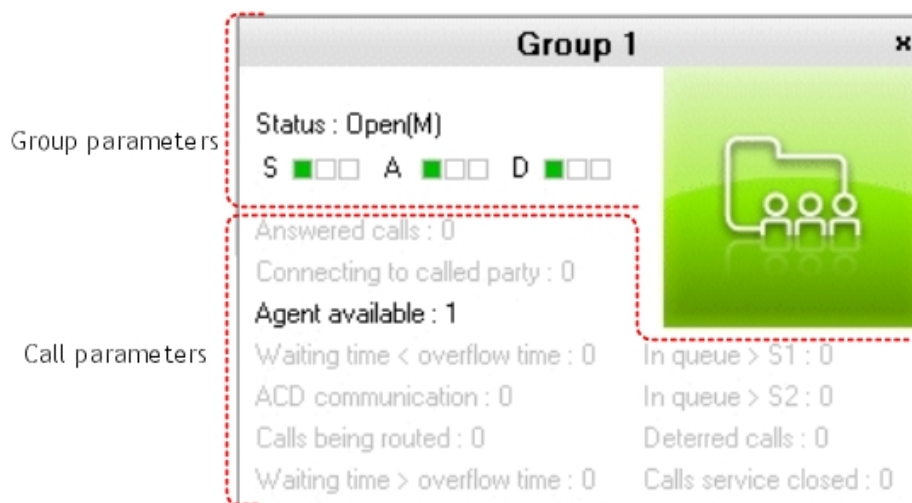 Group 1 x
Group parameters
Status : Open(M)
S A D
Answered calls : 0
Connecting to called party : 0
Agent available : 1
Call parameters
Waiting time < overflow time : 0 In queue > S1 : 0
ACD communication : 0 In queue > S2 : 0
Calls being routed : 0 Deterred calls : 0
Waiting time > overflow time : 0 Calls service closed : 0